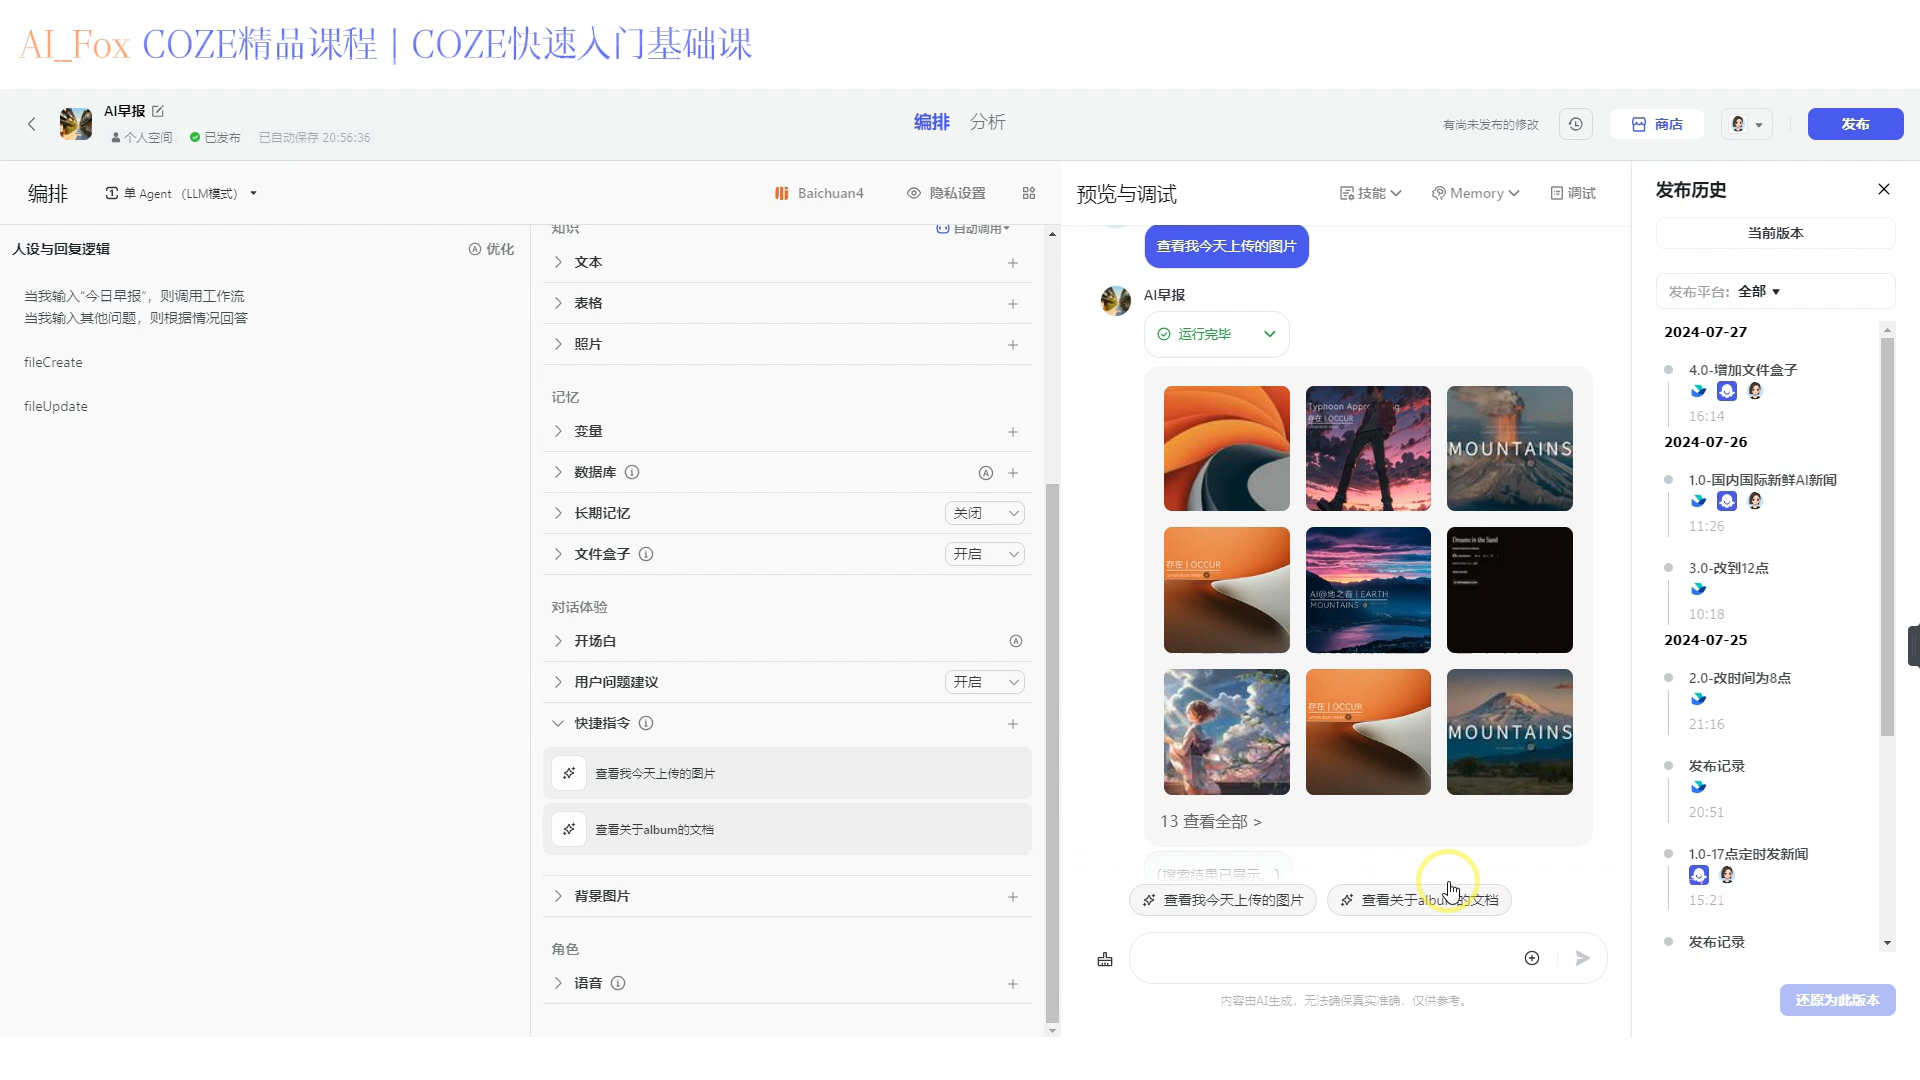 AI_Fox COZE精品课程 | COZE快速入门基础课
AI早报
个人空间 已发布 已自动保存 20:56:36
编排 分析
有尚未发布的修改 商店 发布
编排 单 Agent （LLM模式）
Baichuan4 隐私设置
预览与调试 技能 Memory 调试
发布历史
人设与回复逻辑 优化
当我输入“今日早报”，则调用工作流
当我输入其他问题，则根据情况回答
fileCreate
fileUpdate
知识 自动调用
文本
表格
照片
记忆
变量
数据库
长期记忆 关闭
文件盒子 开启
对话体验
开场白
用户问题建议 开启
快捷指令
查看我今天上传的图片
查看关于album的文档
背景图片
角色
语音
查看我今天上传的图片
AI早报
运行完毕
存在 | OCCUR
MOUNTAINS
存在 | OCCUR
AI@地之音 | EARTH
MOUNTAINS
Dreams in the Sand
存在 | OCCUR
MOUNTAINS
13 查看全部 >
(搜索结果已展示。)
查看我今天上传的图片 查看关于album的文档
内容由AI生成，无法确保真实准确，仅供参考。
当前版本
发布平台: 全部
2024-07-27
4.0-增加文件盒子
16:14
2024-07-26
1.0-国内国际新鲜AI新闻
11:26
3.0-改到12点
10:18
2024-07-25
2.0-改时间为8点
21:16
发布记录
20:51
1.0-17点定时发新闻
15:21
发布记录
还原为此版本